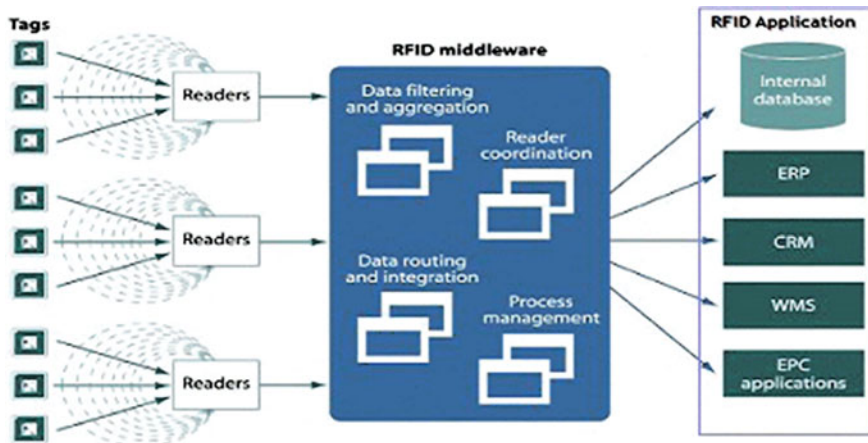 Tags
Readers
Readers
Readers
RFID middleware
Data filtering
and aggregation
Reader
coordination
Data routing
and integration
Process
management
RFID Application
Internal
database
ERP
CRM
WMS
EPC
applications